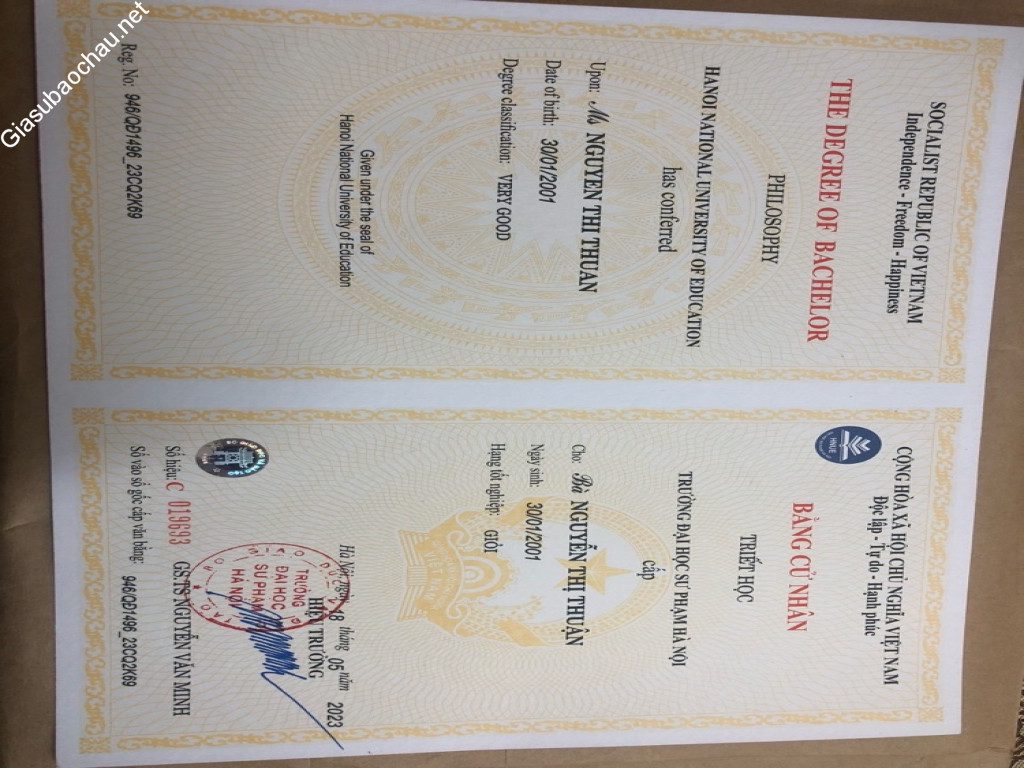 Giasubaochau.net
SOCIALIST REPUBLIC OF VIETNAM
Independence - Freedom - Happiness
THE DEGREE OF BACHELOR
PHILOSOPHY
HANOI NATIONAL UNIVERSITY OF EDUCATION
has conferred
Upon: Ms NGUYEN THI THUAN
Date of birth: 30/01/2001
Degree classification: VERY GOOD
Given under the seal of
Hanoi National University of Education
Reg. No: 946/QĐ1496_23CQ2K69
CỘNG HÒA XÃ HỘI CHỦ NGHĨA VIỆT NAM
Độc lập - Tự do - Hạnh phúc
HNUE
BẰNG CỬ NHÂN
TRIẾT HỌC
TRƯỜNG ĐẠI HỌC SƯ PHẠM HÀ NỘI
cấp
Cho: Bà NGUYỄN THỊ THUẬN
Ngày sinh: 30/01/2001
Hạng tốt nghiệp: GIỎI
Hà Nội, ngày 18 tháng 05 năm 2023
HIỆU TRƯỞNG
TRƯỜNG
ĐẠI HỌC
SƯ PHẠM
HÀ NỘI
GS.TS NGUYỄN VĂN MINH
Số hiệu: C 019693
Số vào sổ gốc cấp văn bằng: 946/QĐ1496_23CQ2K69